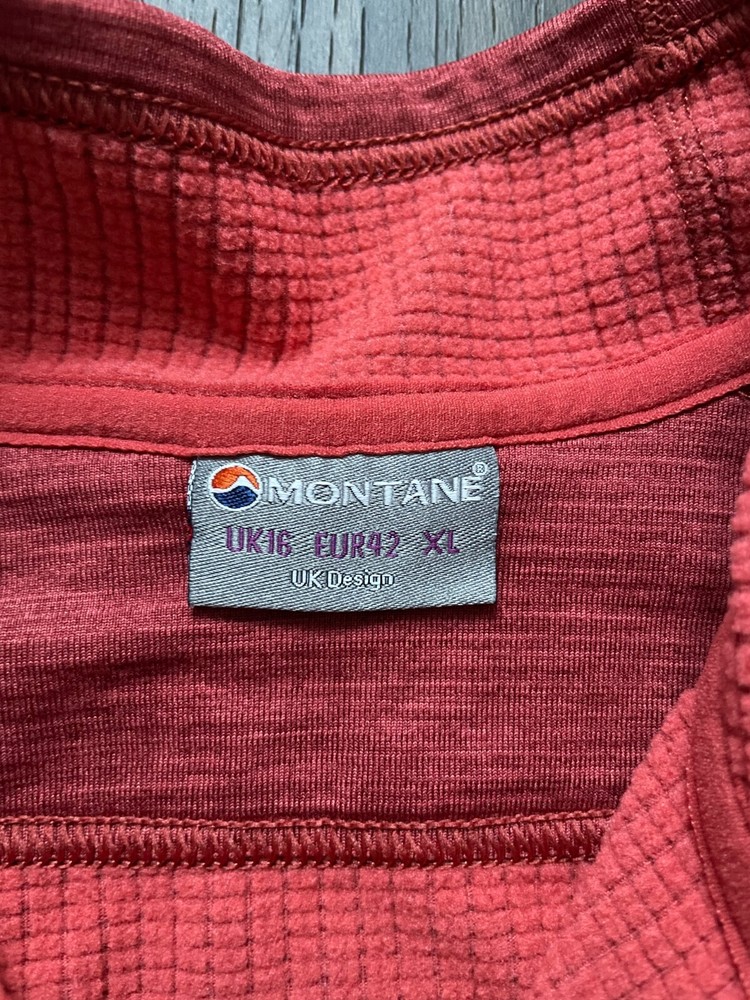 MONTANE®
UK16 EUR42 XL
UK Design